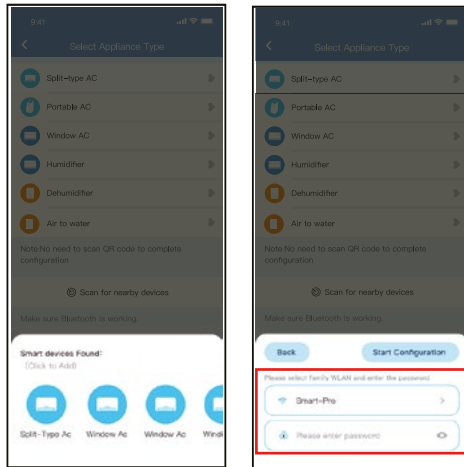 9:41
Select Appliance Type
Split-type AC
Portable AC
Window AC
Humidifier
Dehumidifier
Air to water
Note:No need to scan QR code to complete
configuration
Scan for nearby devices
Make sure Bluetooth is working.
Smart devices Found:
(Click to Add)
Split-Type Ac
Window Ac
Window Ac
Windi
9:41
Select Appliance Type
Split-type AC
Portable AC
Window AC
Humidifier
Dehumidifier
Air to water
Note:No need to scan QR code to complete
configuration
Scan for nearby devices
Make sure Bluetooth is working.
Back
Start Configuration
Please select family WLAN and enter the password
Smart-Pro
Please enter password